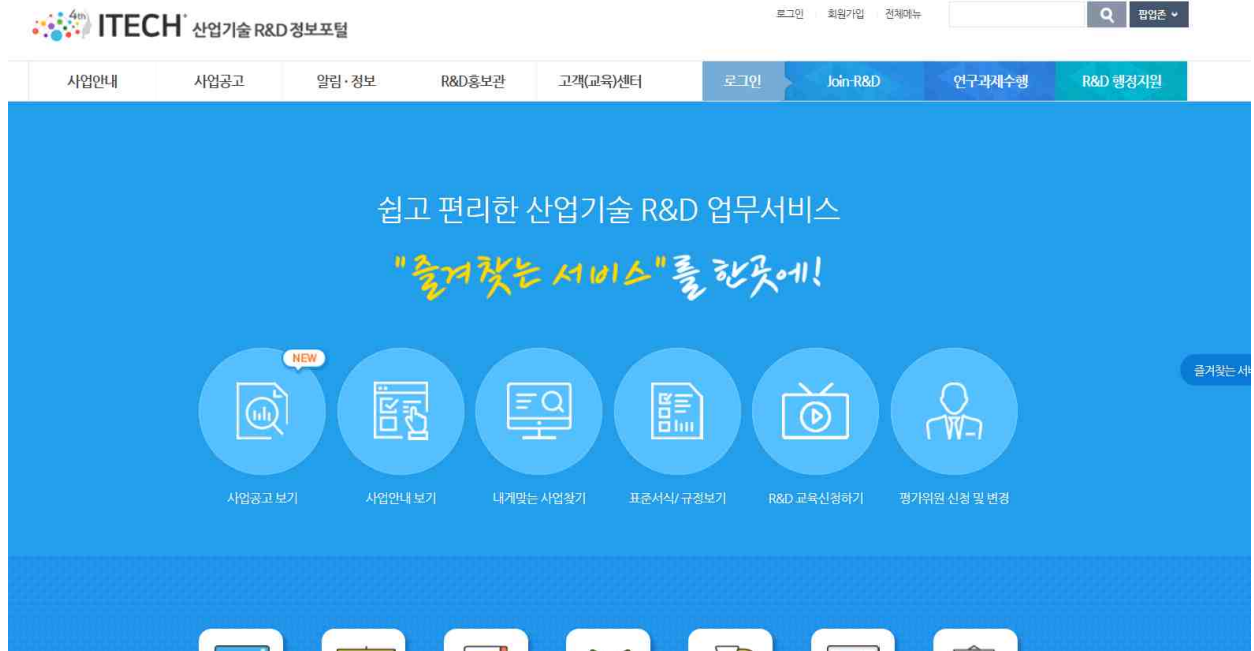 4th ITECH 산업기술 R&D 정보포털
로그인 회원가입 전체메뉴
팝업존
사업안내 사업공고 알림·정보 R&D홍보관 고객(교육)센터 로그인 Join-R&D 연구과제수행 R&D 행정지원
쉽고 편리한 산업기술 R&D 업무서비스
"즐겨찾는 서비스"를 한곳에!
NEW
즐겨찾는 서비
사업공고 보기 사업안내 보기 내게맞는 사업찾기 표준서식/ 규정보기 R&D 교육신청하기 평가위원 신청 및 변경